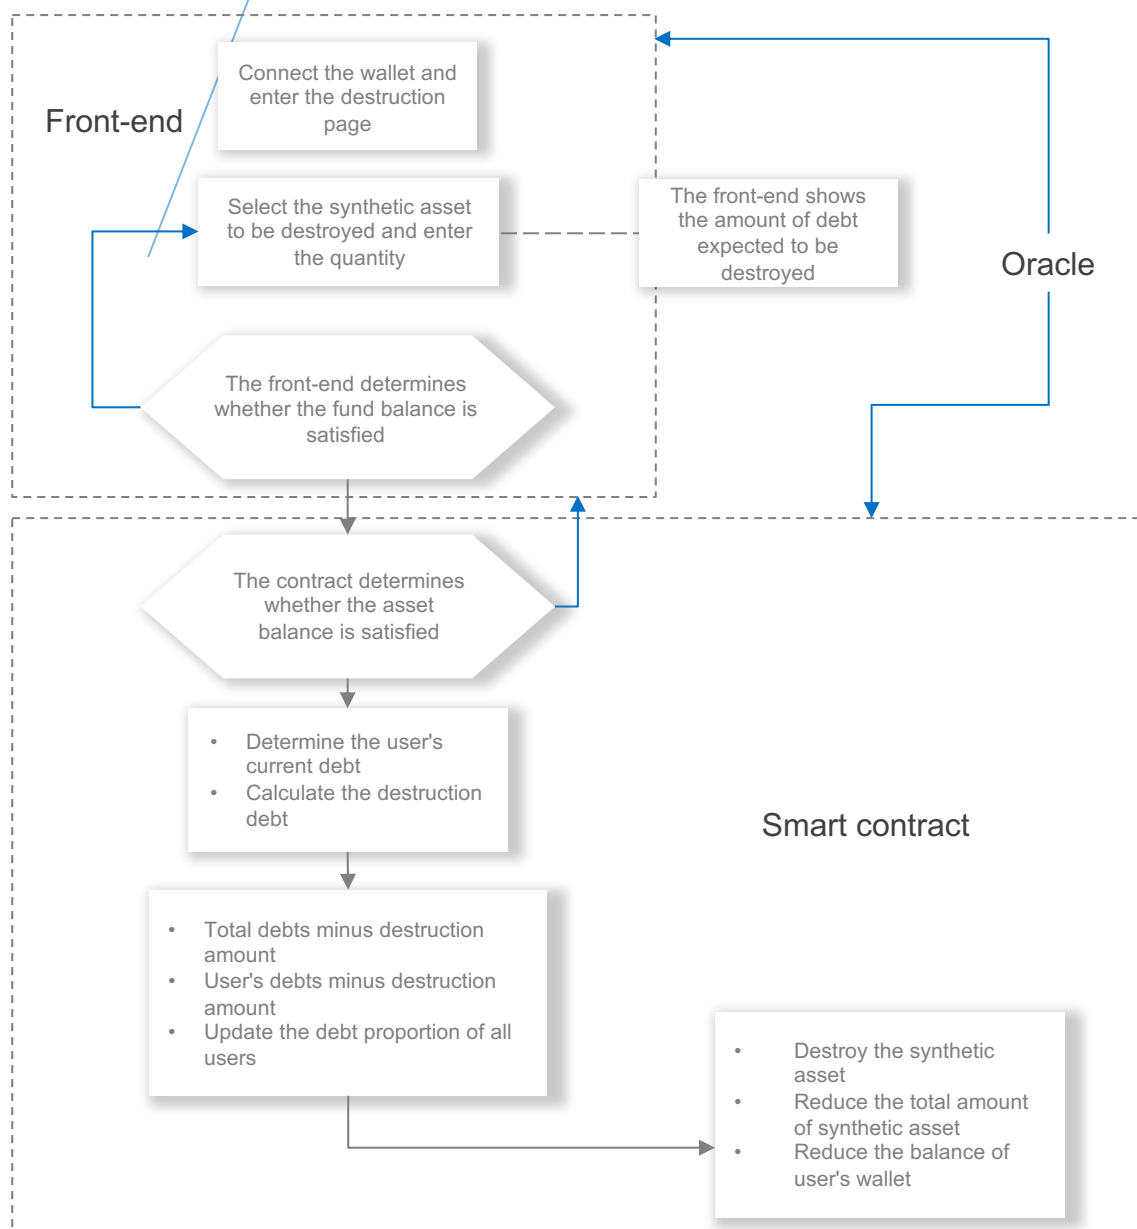 Connect the wallet and
enter the destruction
page
Front-end
Select the synthetic asset
to be destroyed and enter
the quantity
The front-end shows
the amount of debt
expected to be
destroyed
Oracle
The front-end determines
whether the fund balance is
satisfied
The contract determines
whether the asset
balance is satisfied
• Determine the user's
current debt
• Calculate the destruction
debt
Smart contract
• Total debts minus destruction
amount
• User's debts minus destruction
amount
• Update the debt proportion of all
users
• Destroy the synthetic
asset
• Reduce the total amount
of synthetic asset
• Reduce the balance of
user's wallet